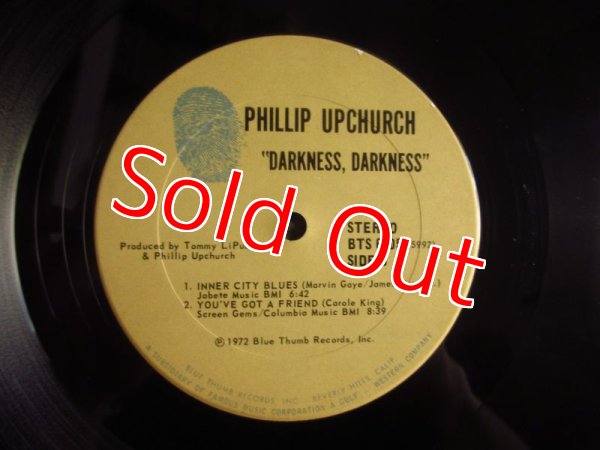 PHILLIP UPCHURCH
"DARKNESS, DARKNESS"
Sold Out
STEREO
BTS
SIDE
Produced by Tommy
& Phillip Upchurch
1. INNER CITY BLUES (Marvin Gaye/
Jobete Music BMI 6:42
2. YOU'VE GOT A FRIEND (Carole King)
Screen Gems/Columbia Music BMI 8:39
℗1972 Blue Thumb Records, Inc.
BLUE THUMB RECORDS, INC. BEVERLY HILLS, CALIF.
A SUBSIDIARY OF FAMOUS MUSIC CORPORATION A GULF & WESTERN COMPANY